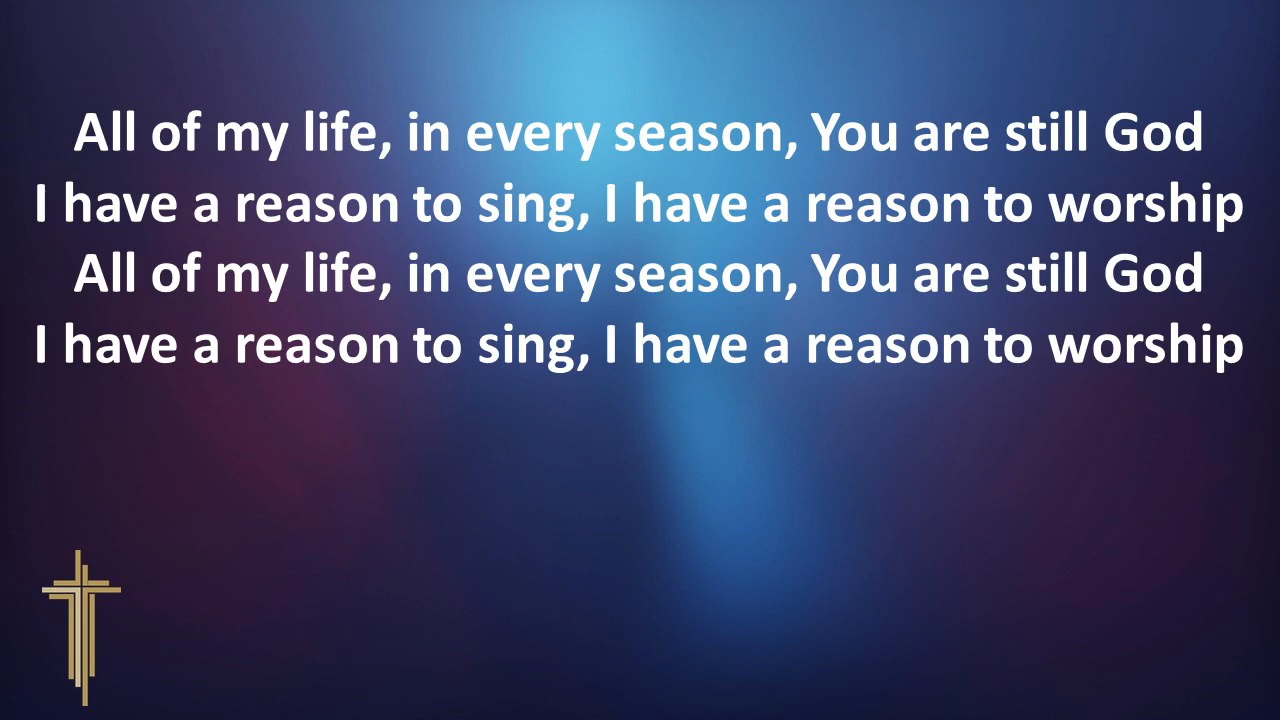 All of my life, in every season, You are still God
I have a reason to sing, I have a reason to worship
All of my life, in every season, You are still God
I have a reason to sing, I have a reason to worship